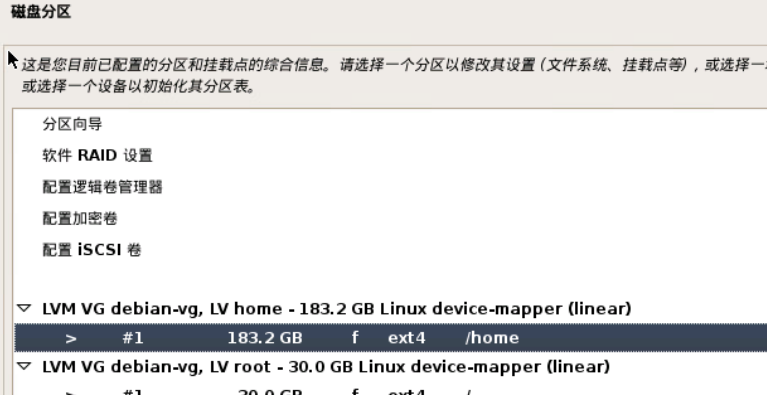 磁盘分区
这是您目前已配置的分区和挂载点的综合信息。请选择一个分区以修改其设置（文件系统、挂载点等），或选择一
或选择一个设备以初始化其分区表。
分区向导
软件 RAID 设置
配置逻辑卷管理器
配置加密卷
配置 iSCSI 卷
LVM VG debian-vg, LV home - 183.2 GB Linux device-mapper (linear)
> #1 183.2 GB f ext4 /home
LVM VG debian-vg, LV root - 30.0 GB Linux device-mapper (linear)
> #1 30.0 GB f ext4 /